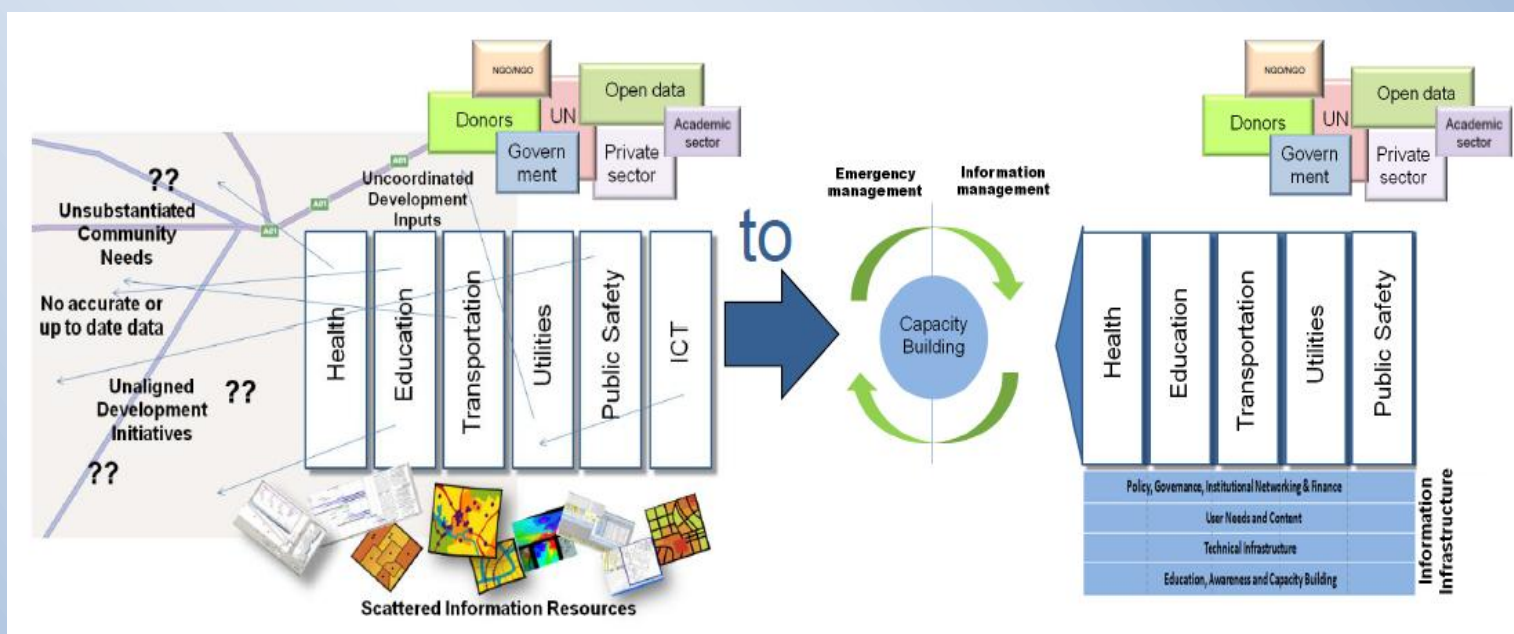 NGO/NGO
Open data
Donors
UN
Academic
sector
Govern
ment
Private
sector
A01
A01
A01
??
Unsubstantiated
Community
Needs
Uncoordinated
Development
Inputs
No accurate or
up to date data
Unaligned
Development
Initiatives
??
??
Health
Education
Transportation
Utilities
Public Safety
ICT
Scattered Information Resources
to
Emergency
management
Information
management
Capacity
Building
NGO/NGO
Open data
Donors
UN
Academic
sector
Govern
ment
Private
sector
Health
Education
Transportation
Utilities
Public Safety
Policy, Governance, Institutional Networking & Finance
User Needs and Content
Technical Infrastructure
Education, Awareness and Capacity Building
Information
Infrastructure